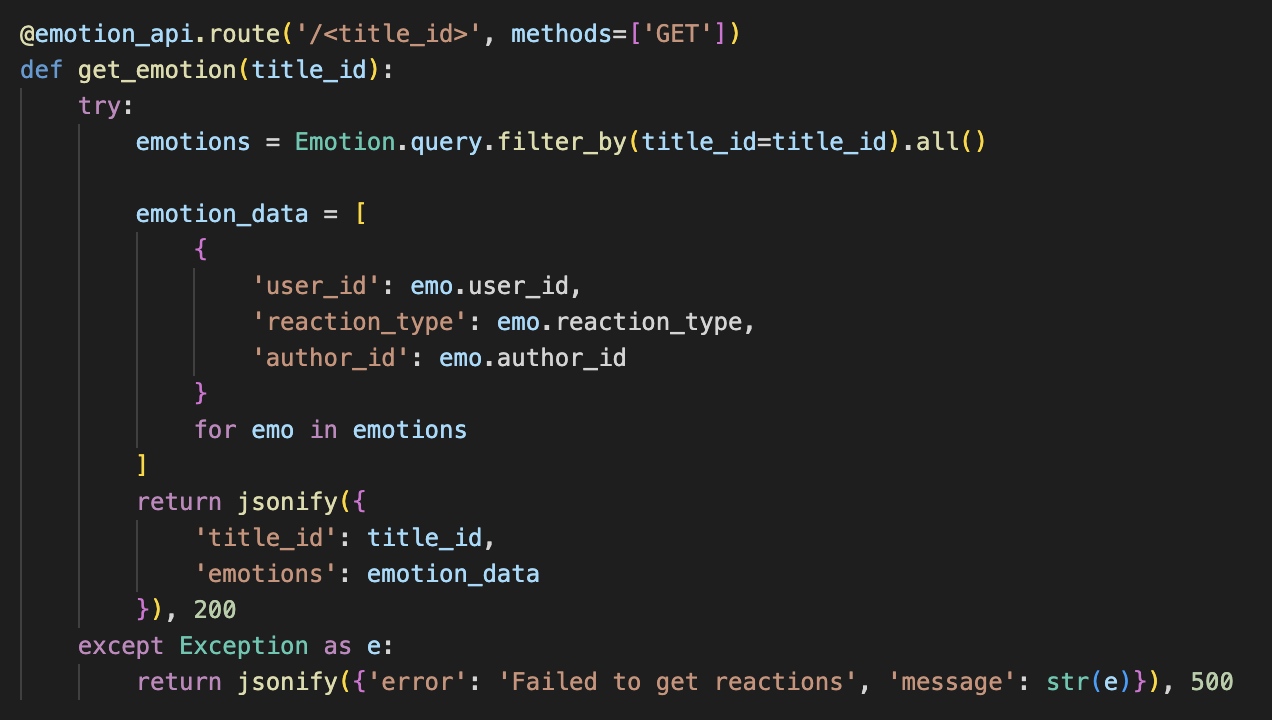 @emotion_api.route('/<title_id>', methods=['GET'])
def get_emotion(title_id):
    try:
        emotions = Emotion.query.filter_by(title_id=title_id).all()

        emotion_data = [
            {
                'user_id': emo.user_id,
                'reaction_type': emo.reaction_type,
                'author_id': emo.author_id
            }
            for emo in emotions
        ]
        return jsonify({
            'title_id': title_id,
            'emotions': emotion_data
        }), 200
    except Exception as e:
        return jsonify({'error': 'Failed to get reactions', 'message': str(e)}), 500